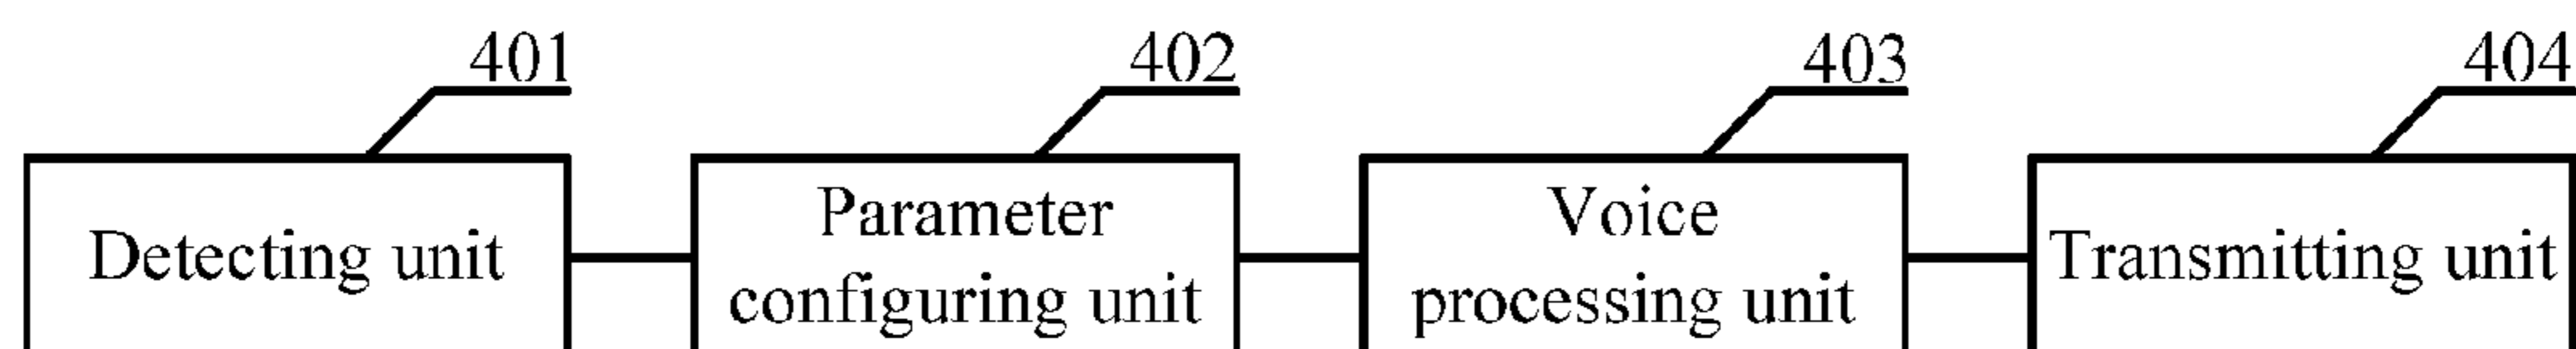 401
402
403
404
Detecting unit
Parameter
configuring unit
Voice
processing unit
Transmitting unit